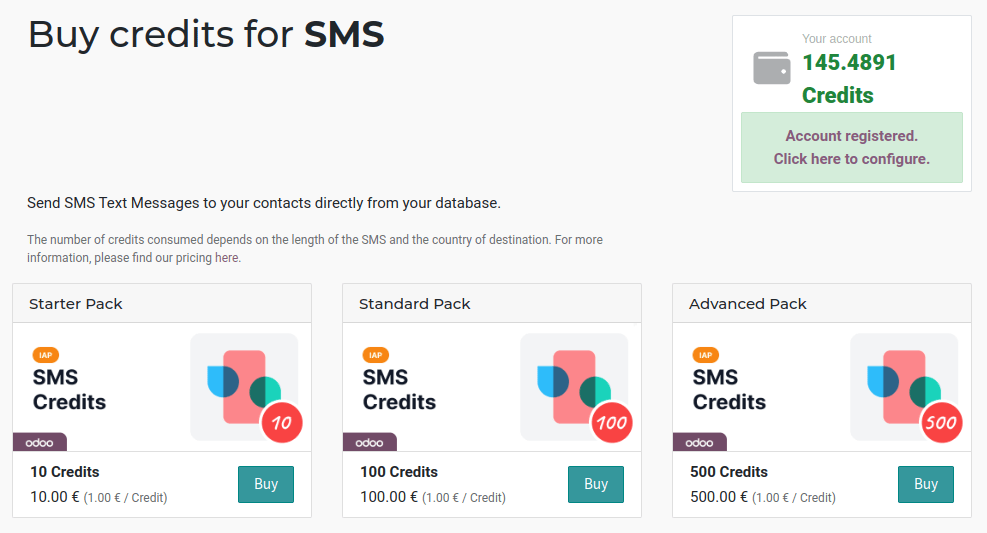 Buy credits for SMS
Your account
145.4891
Credits
Account registered.
Click here to configure.
Send SMS Text Messages to your contacts directly from your database.
The number of credits consumed depends on the length of the SMS and the country of destination. For more
information, please find our pricing here.
Starter Pack
IAP
SMS
Credits
10
odoo
10 Credits
10.00 € (1.00 € / Credit)
Buy
Standard Pack
IAP
SMS
Credits
100
odoo
100 Credits
100.00 € (1.00 € / Credit)
Buy
Advanced Pack
IAP
SMS
Credits
500
odoo
500 Credits
500.00 € (1.00 € / Credit)
Buy